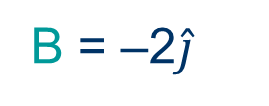 B = –2ĵ